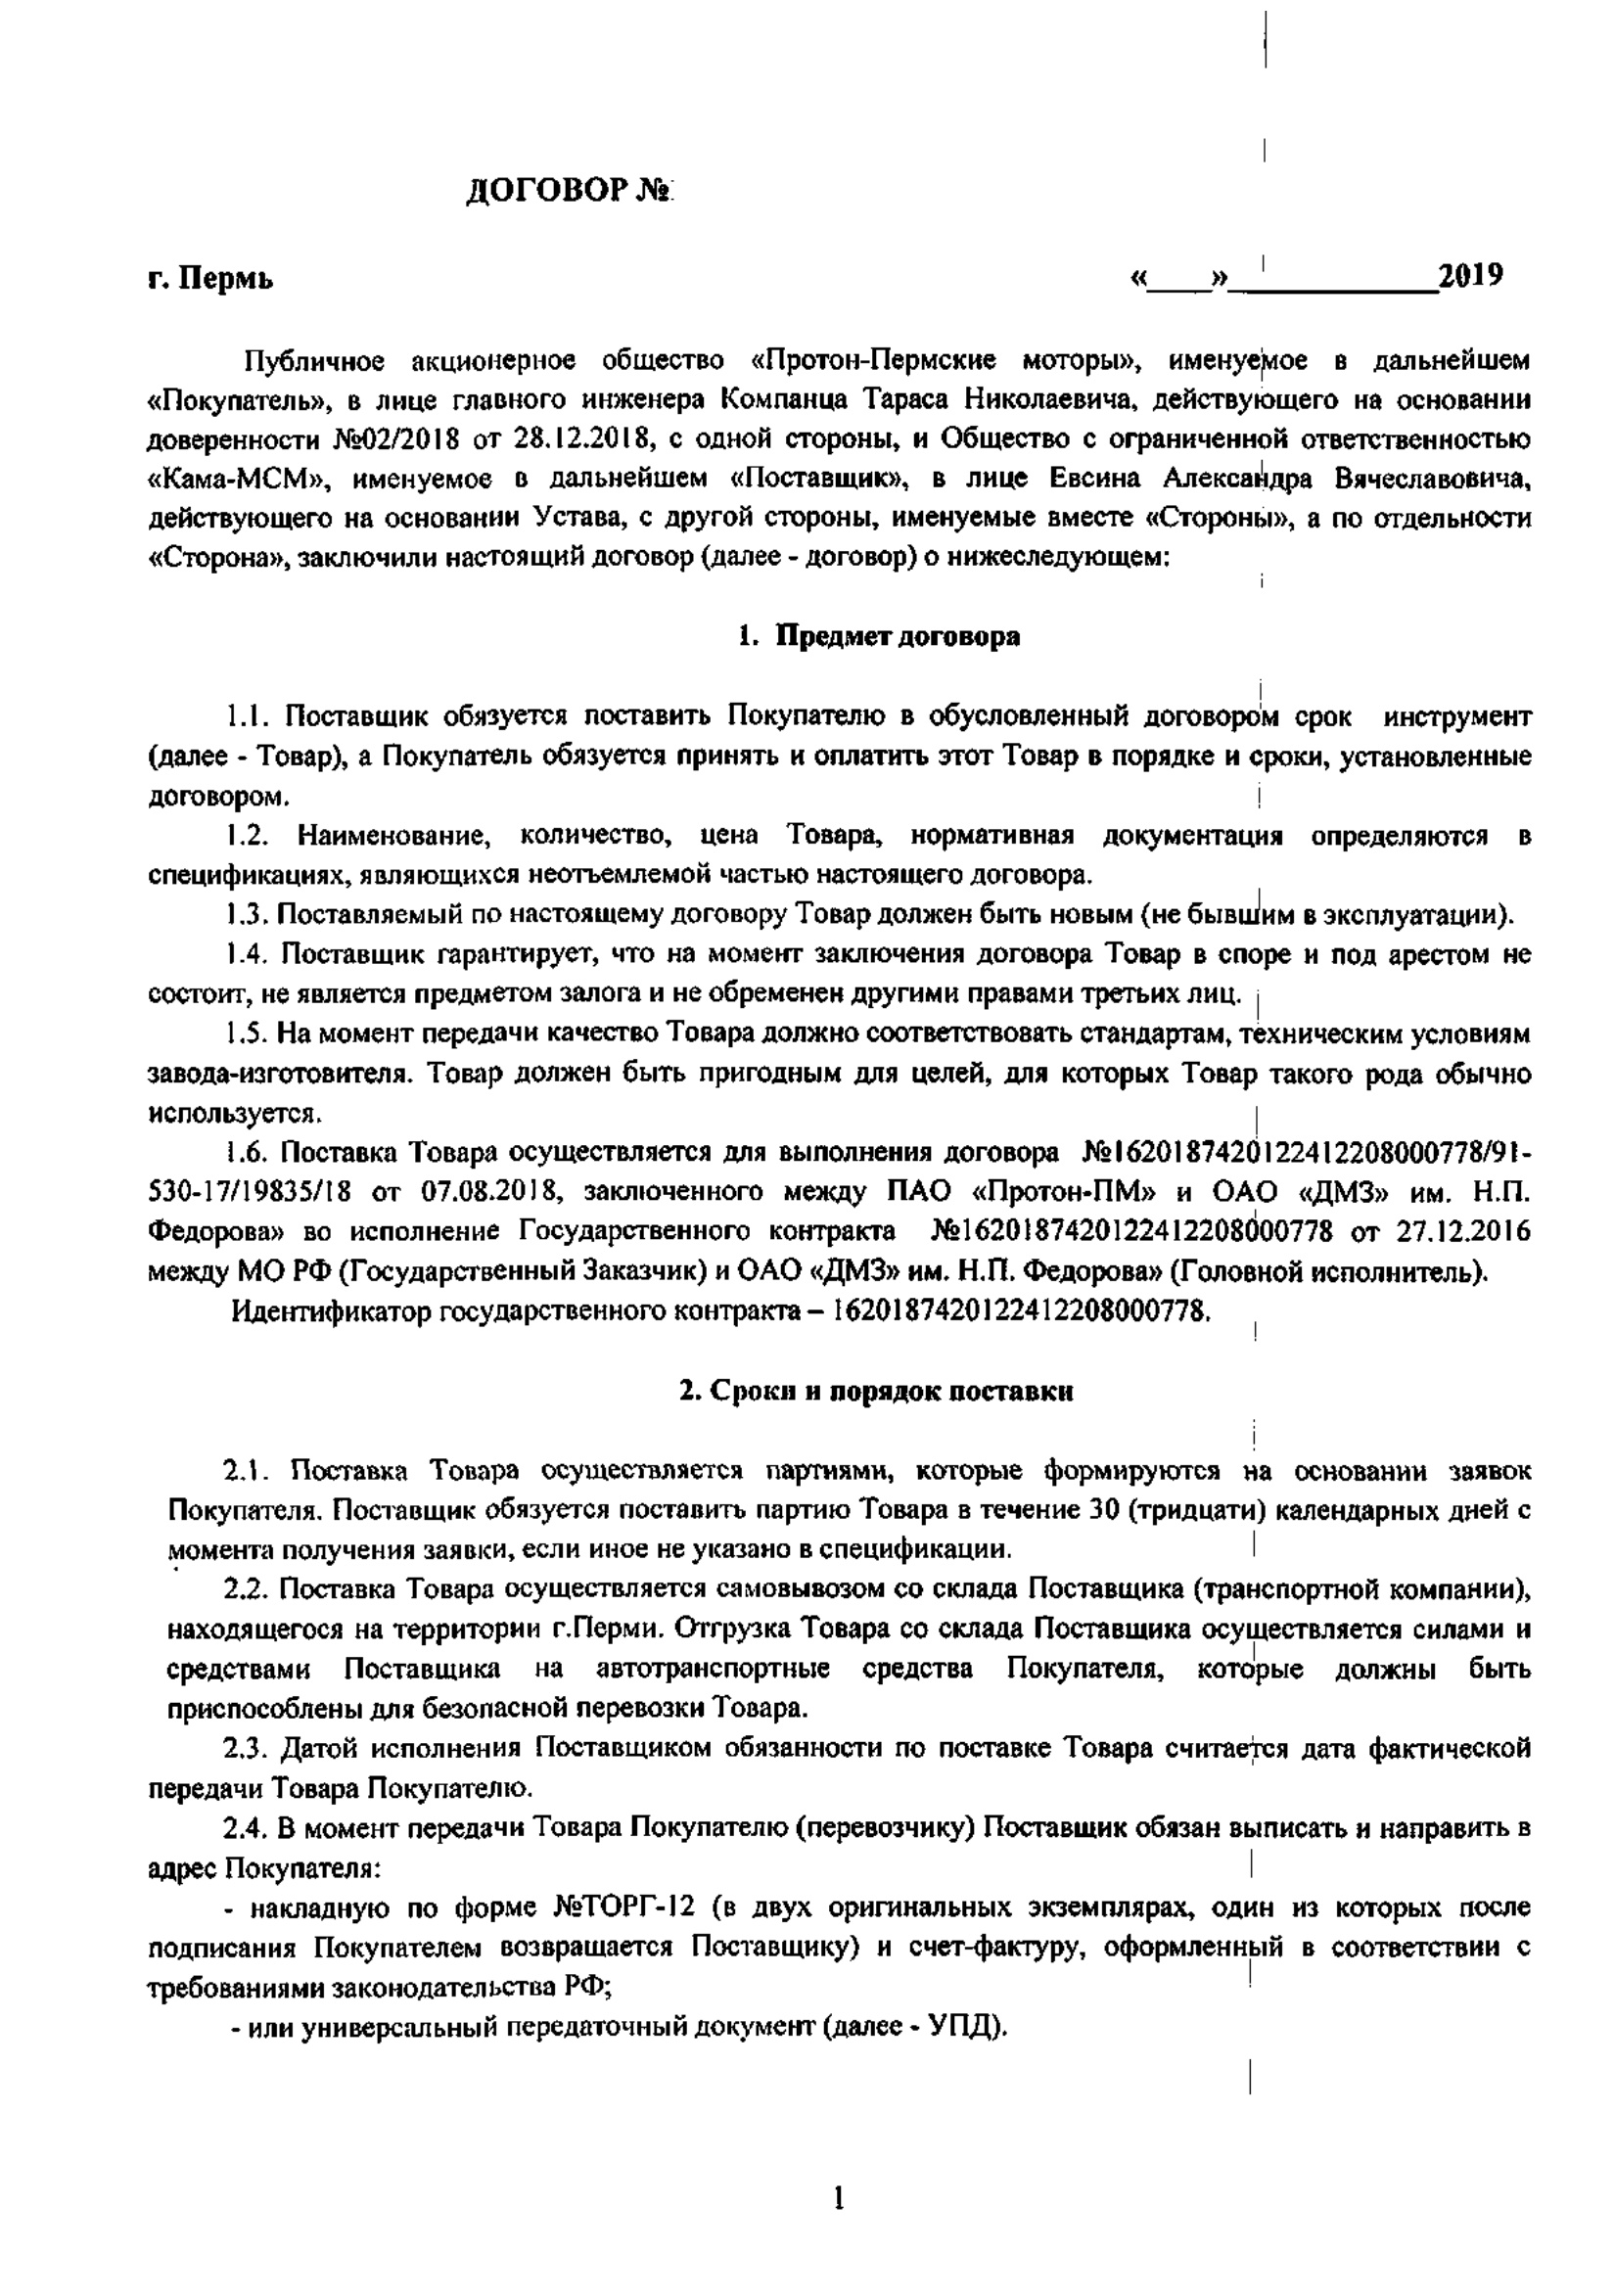 ДОГОВОР №
г. Пермь «____»______________2019
Публичное акционерное общество «Протон-Пермские моторы», именуемое в дальнейшем
«Покупатель», в лице главного инженера Компанца Тараса Николаевича, действующего на основании
доверенности №02/2018 от 28.12.2018, с одной стороны, и Общество с ограниченной ответственностью
«Кама-МСМ», именуемое в дальнейшем «Поставщик», в лице Евсина Александра Вячеславовича,
действующего на основании Устава, с другой стороны, именуемые вместе «Стороны», а по отдельности
«Сторона», заключили настоящий договор (далее - договор) о нижеследующем:
1. Предмет договора
1.1. Поставщик обязуется поставить Покупателю в обусловленный договором срок инструмент
(далее - Товар), а Покупатель обязуется принять и оплатить этот Товар в порядке и сроки, установленные
договором.
1.2. Наименование, количество, цена Товара, нормативная документация определяются в
спецификациях, являющихся неотъемлемой частью настоящего договора.
1.3. Поставляемый по настоящему договору Товар должен быть новым (не бывшим в эксплуатации).
1.4. Поставщик гарантирует, что на момент заключения договора Товар в споре и под арестом не
состоит, не является предметом залога и не обременен другими правами третьих лиц.
1.5. На момент передачи качество Товара должно соответствовать стандартам, техническим условиям
завода-изготовителя. Товар должен быть пригодным для целей, для которых Товар такого рода обычно
используется.
1.6. Поставка Товара осуществляется для выполнения договора №1620187420122412208000778/91-
530-17/19835/18 от 07.08.2018, заключенного между ПАО «Протон-ПМ» и ОАО «ДМЗ» им. Н.П.
Федорова» во исполнение Государственного контракта №1620187420122412208000778 от 27.12.2016
между МО РФ (Государственный Заказчик) и ОАО «ДМЗ» им. Н.П. Федорова» (Головной исполнитель).
Идентификатор государственного контракта – 1620187420122412208000778.
2. Сроки и порядок поставки
2.1. Поставка Товара осуществляется партиями, которые формируются на основании заявок
Покупателя. Поставщик обязуется поставить партию Товара в течение 30 (тридцати) календарных дней с
момента получения заявки, если иное не указано в спецификации.
2.2. Поставка Товара осуществляется самовывозом со склада Поставщика (транспортной компании),
находящегося на территории г.Перми. Отгрузка Товара со склада Поставщика осуществляется силами и
средствами Поставщика на автотранспортные средства Покупателя, которые должны быть
приспособлены для безопасной перевозки Товара.
2.3. Датой исполнения Поставщиком обязанности по поставке Товара считается дата фактической
передачи Товара Покупателю.
2.4. В момент передачи Товара Покупателю (перевозчику) Поставщик обязан выписать и направить в
адрес Покупателя:
- накладную по форме №ТОРГ-12 (в двух оригинальных экземплярах, один из которых после
подписания Покупателем возвращается Поставщику) и счет-фактуру, оформленный в соответствии с
требованиями законодательства РФ;
- или универсальный передаточный документ (далее - УПД).
1